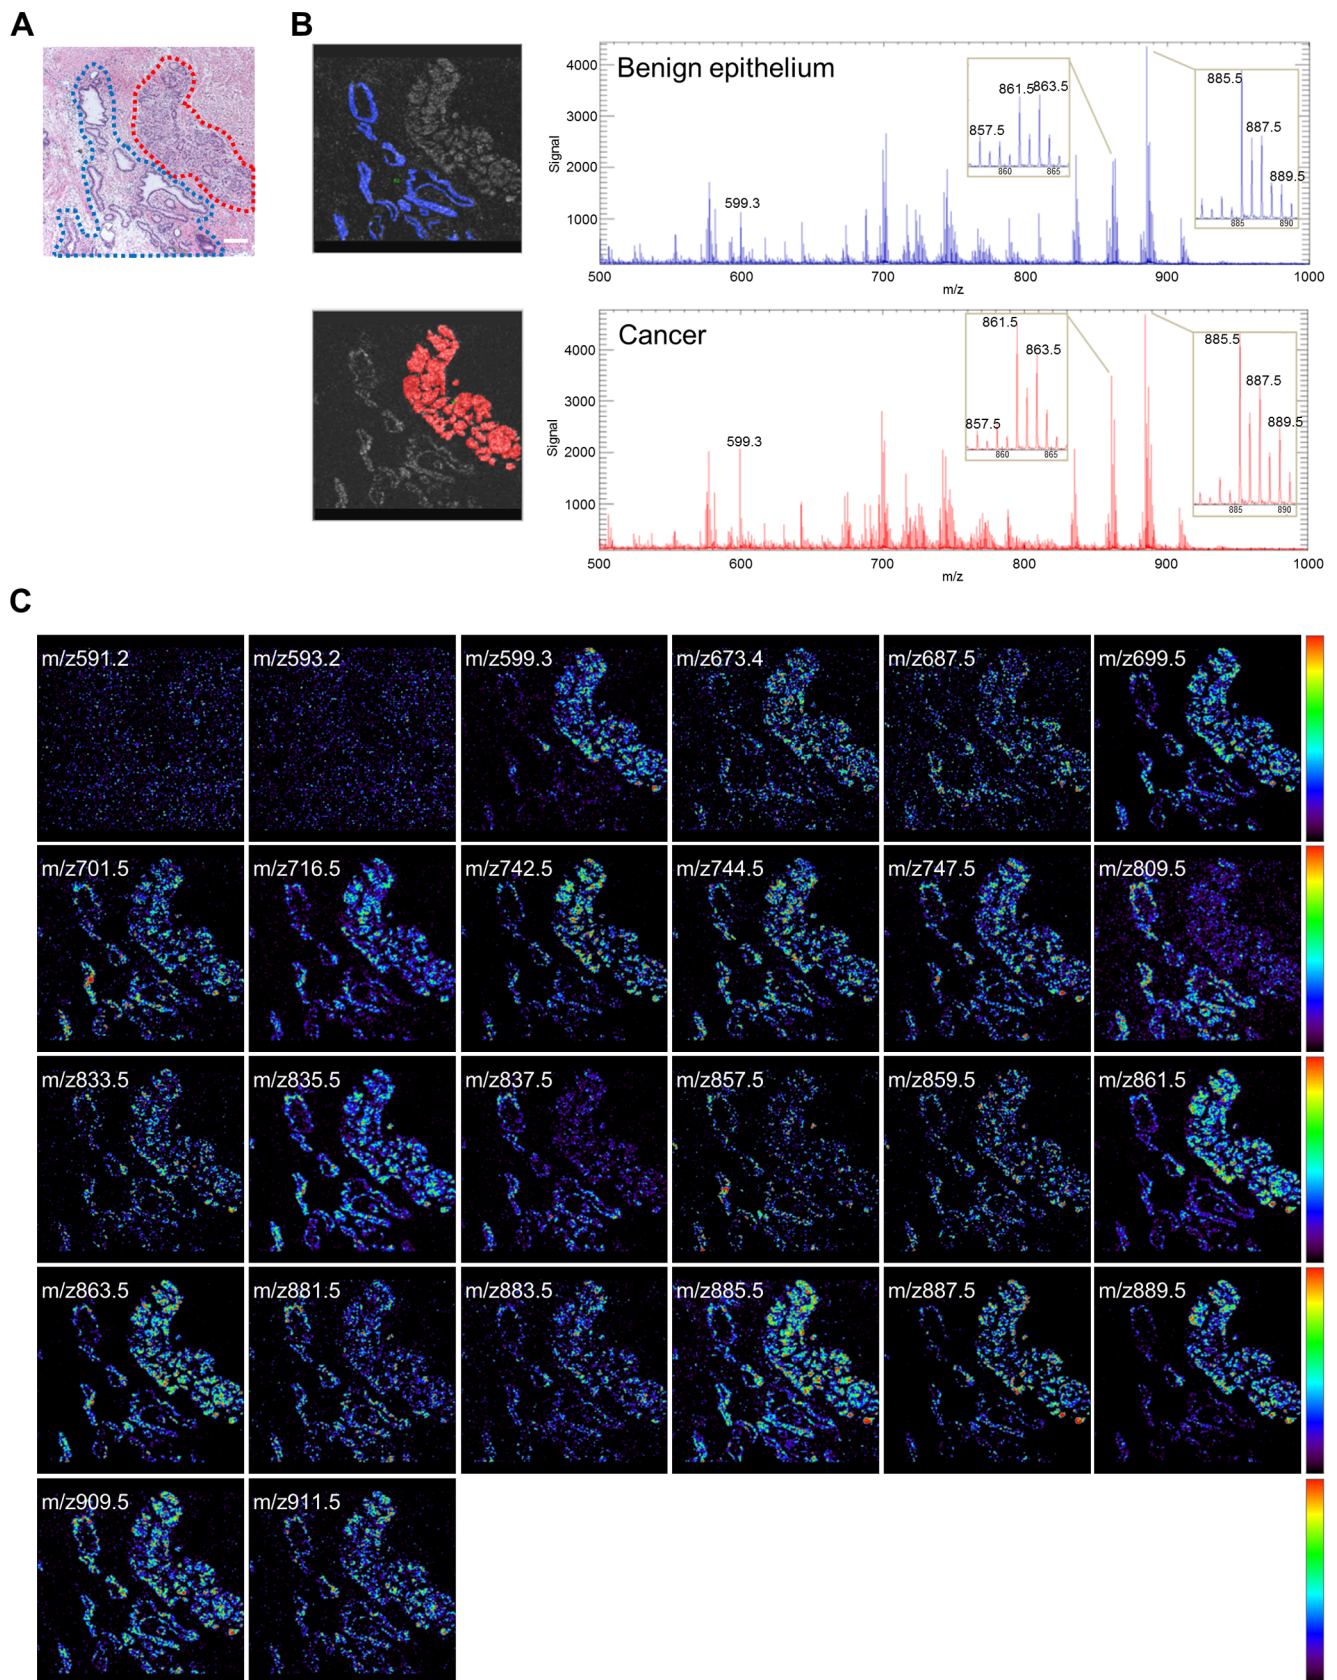 A
B
Benign epithelium
Signal
4000
3000
2000
1000
599.3
857.5
861.5
863.5
860
865
885.5
887.5
889.5
885
890
500
600
700
800
900
1000
m/z
Cancer
Signal
4000
3000
2000
1000
599.3
857.5
861.5
863.5
860
865
885.5
887.5
889.5
885
890
500
600
700
800
900
1000
m/z
C
m/z591.2
m/z593.2
m/z599.3
m/z673.4
m/z687.5
m/z699.5
m/z701.5
m/z716.5
m/z742.5
m/z744.5
m/z747.5
m/z809.5
m/z833.5
m/z835.5
m/z837.5
m/z857.5
m/z859.5
m/z861.5
m/z863.5
m/z881.5
m/z883.5
m/z885.5
m/z887.5
m/z889.5
m/z909.5
m/z911.5